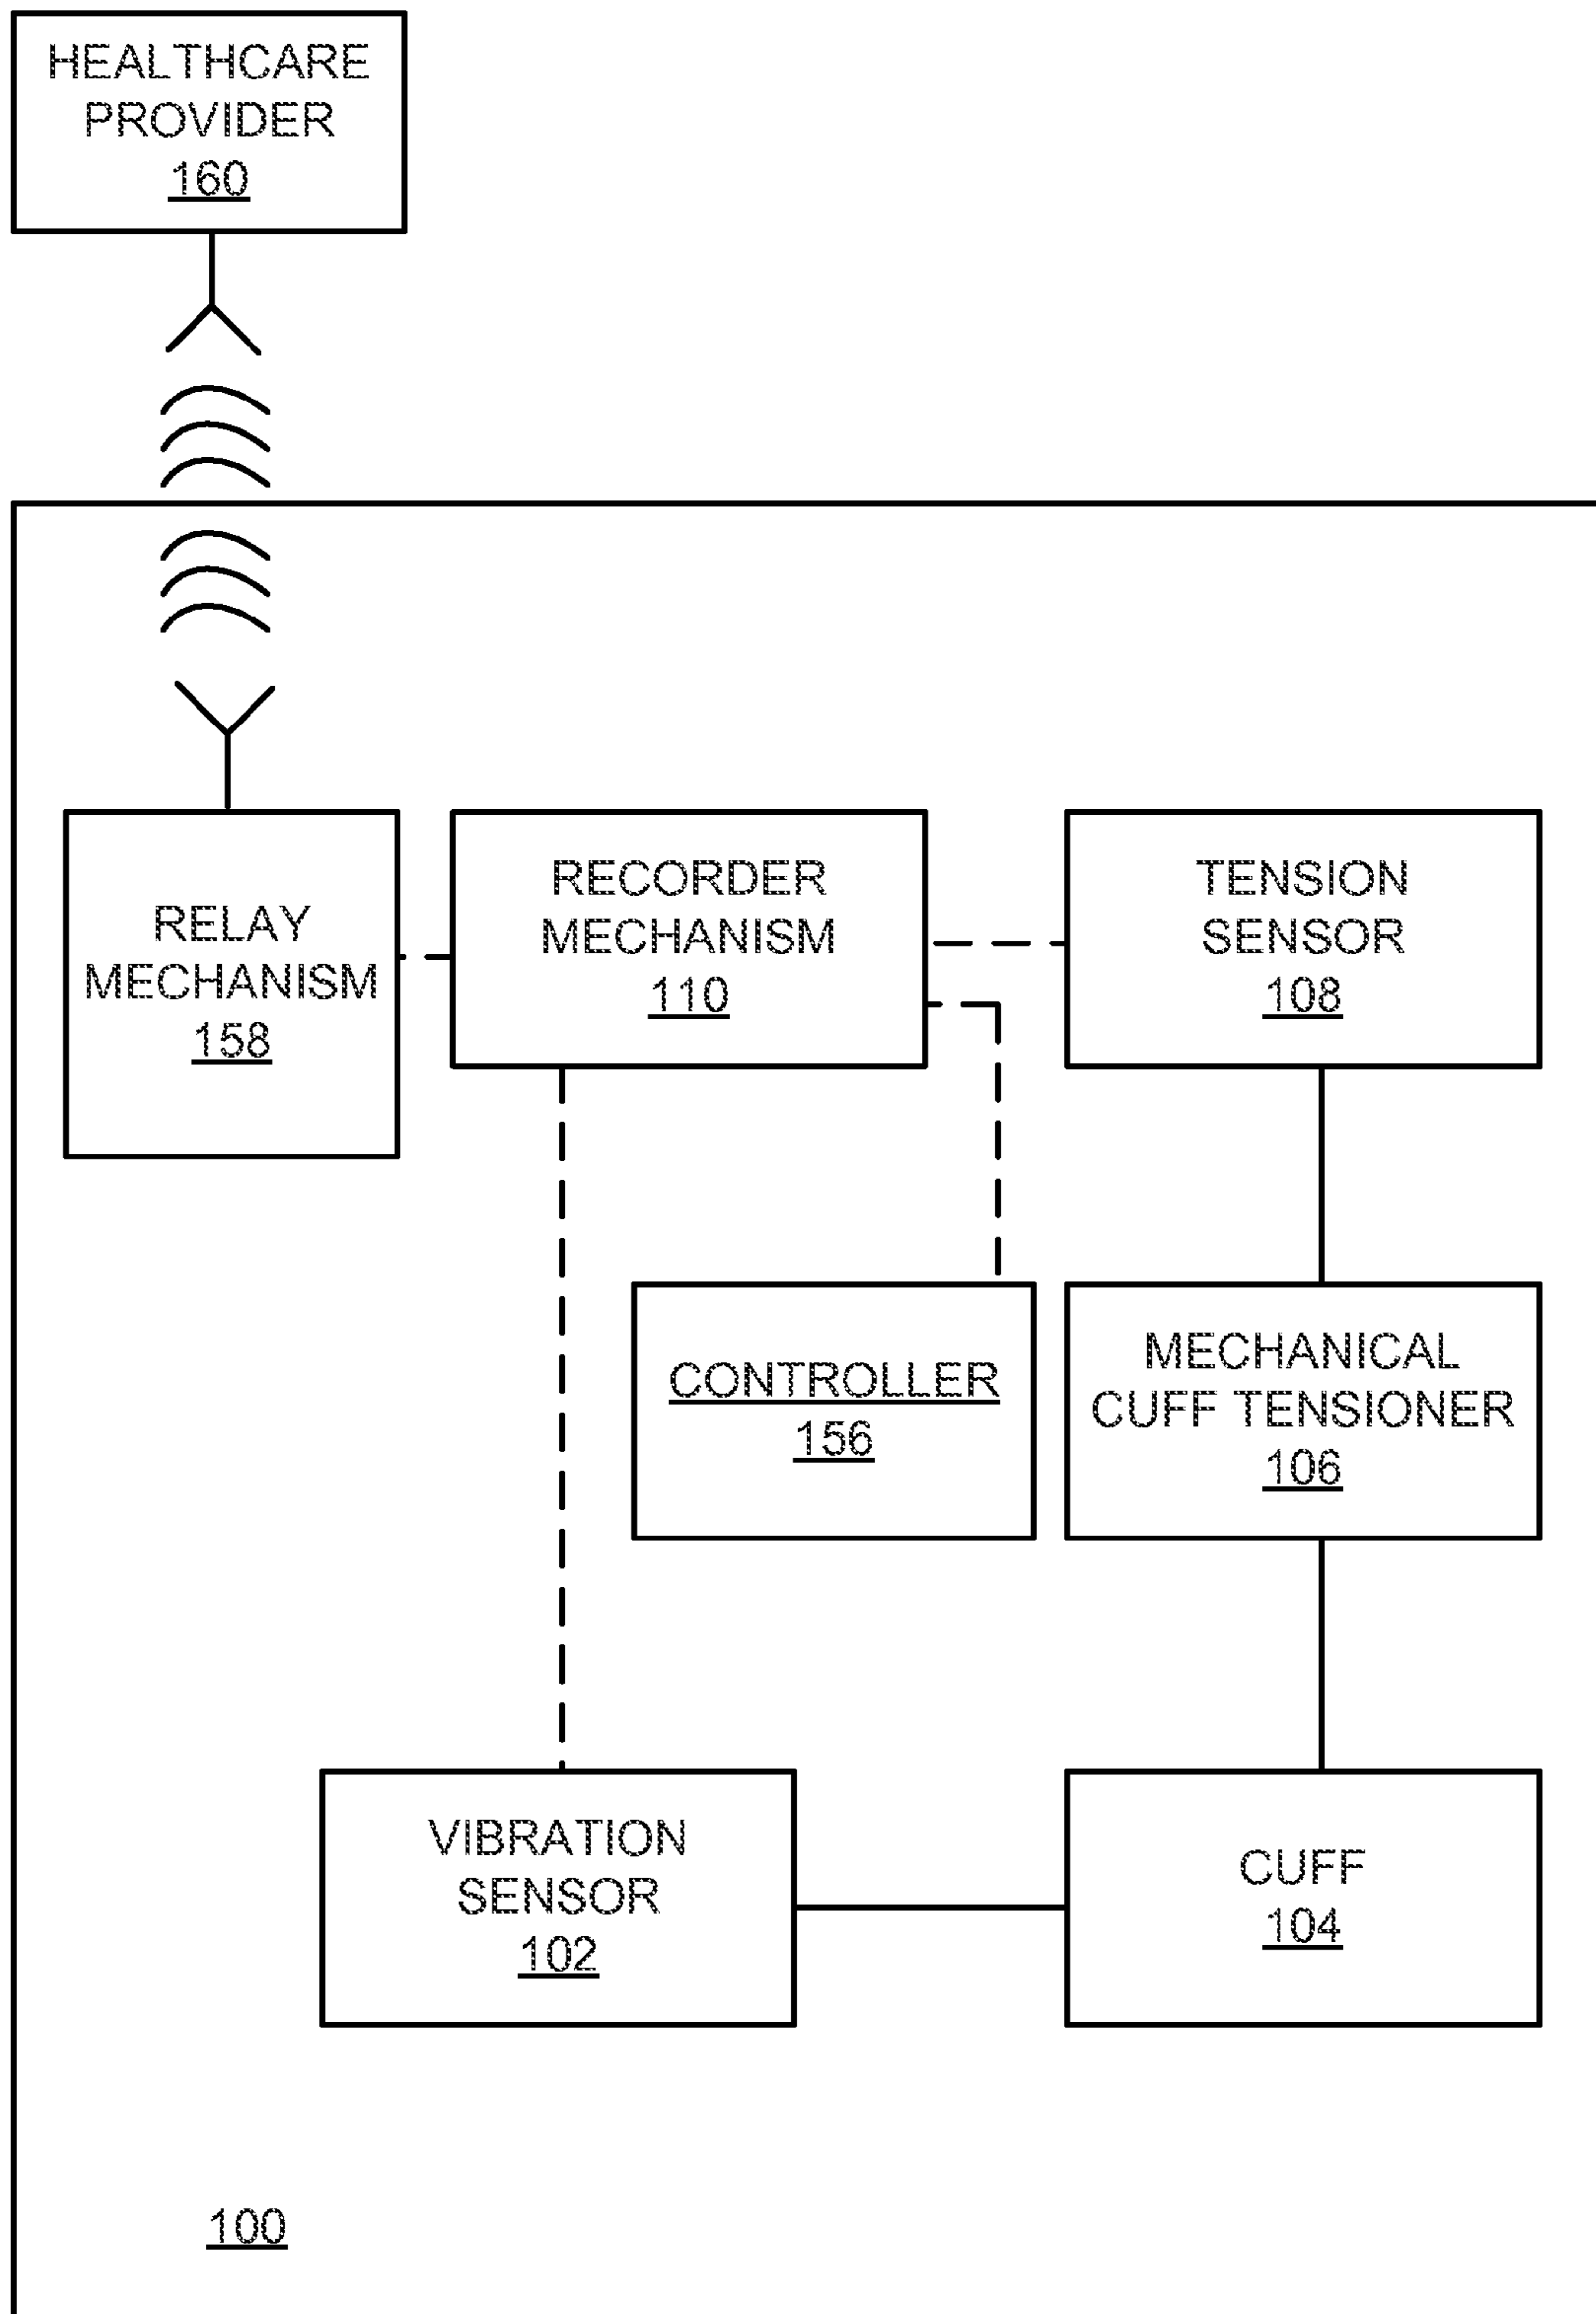 HEALTHCARE
PROVIDER
160
RELAY
MECHANISM
158
RECORDER
MECHANISM
110
TENSION
SENSOR
108
CONTROLLER
156
MECHANICAL
CUFF TENSIONER
106
VIBRATION
SENSOR
102
CUFF
104
100